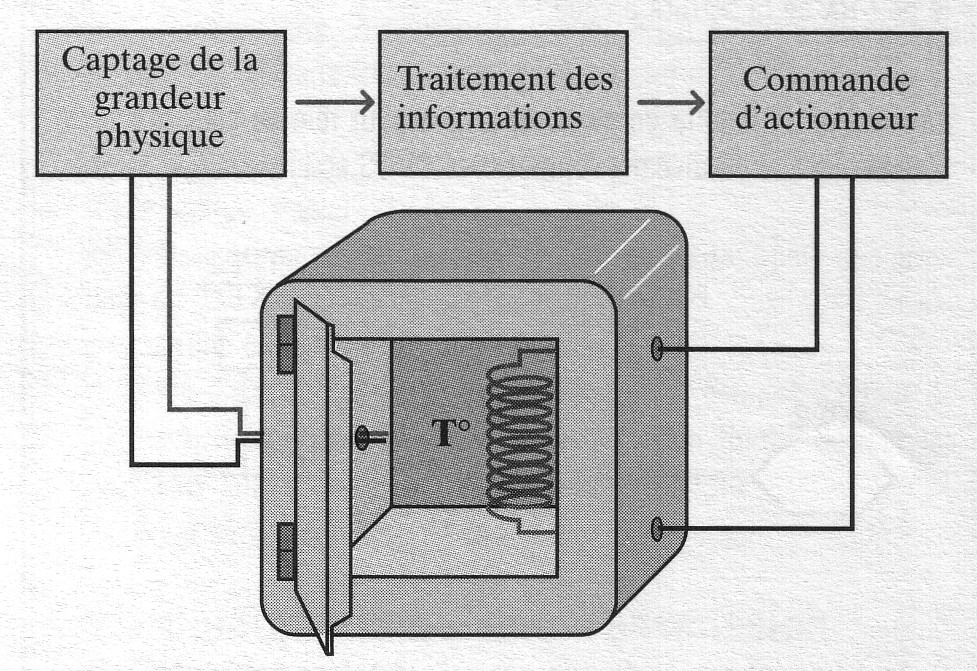 Captage de la
grandeur
physique
Traitement des
informations
Commande
d'actionneur
T°